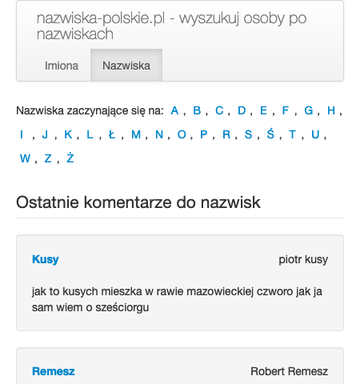 nazwiska-polskie.pl - wyszukuj osoby po
nazwiskach
Imiona Nazwiska
Nazwiska zaczynające się na: A , B , C , D , E , F , G , H ,
I , J , K , L , Ł , M , N , O , P , R , S , Ś , T , U ,
W , Z , Ż
Ostatnie komentarze do nazwisk
Kusy piotr kusy
jak to kusych mieszka w rawie mazowieckiej czworo jak ja
sam wiem o sześciorgu
Remesz Robert Remesz